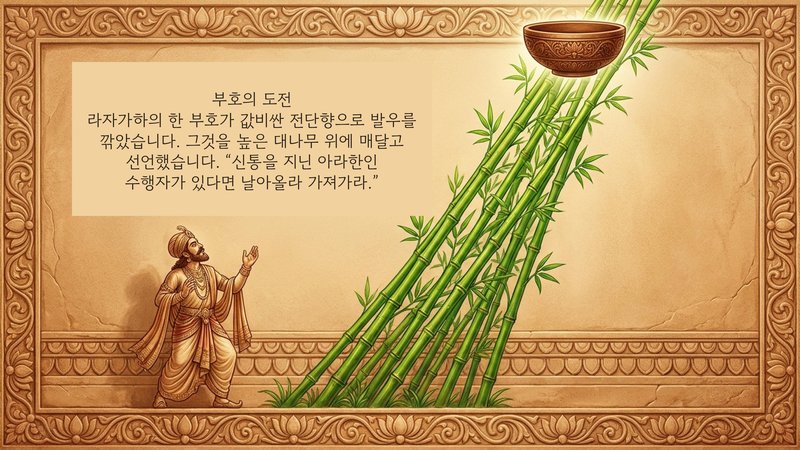 부호의 도전
라자가하의 한 부호가 값비싼 전단향으로 발우를
깎았습니다. 그것을 높은 대나무 위에 매달고
선언했습니다. “신통을 지닌 아라한인
수행자가 있다면 날아올라 가져가라.”